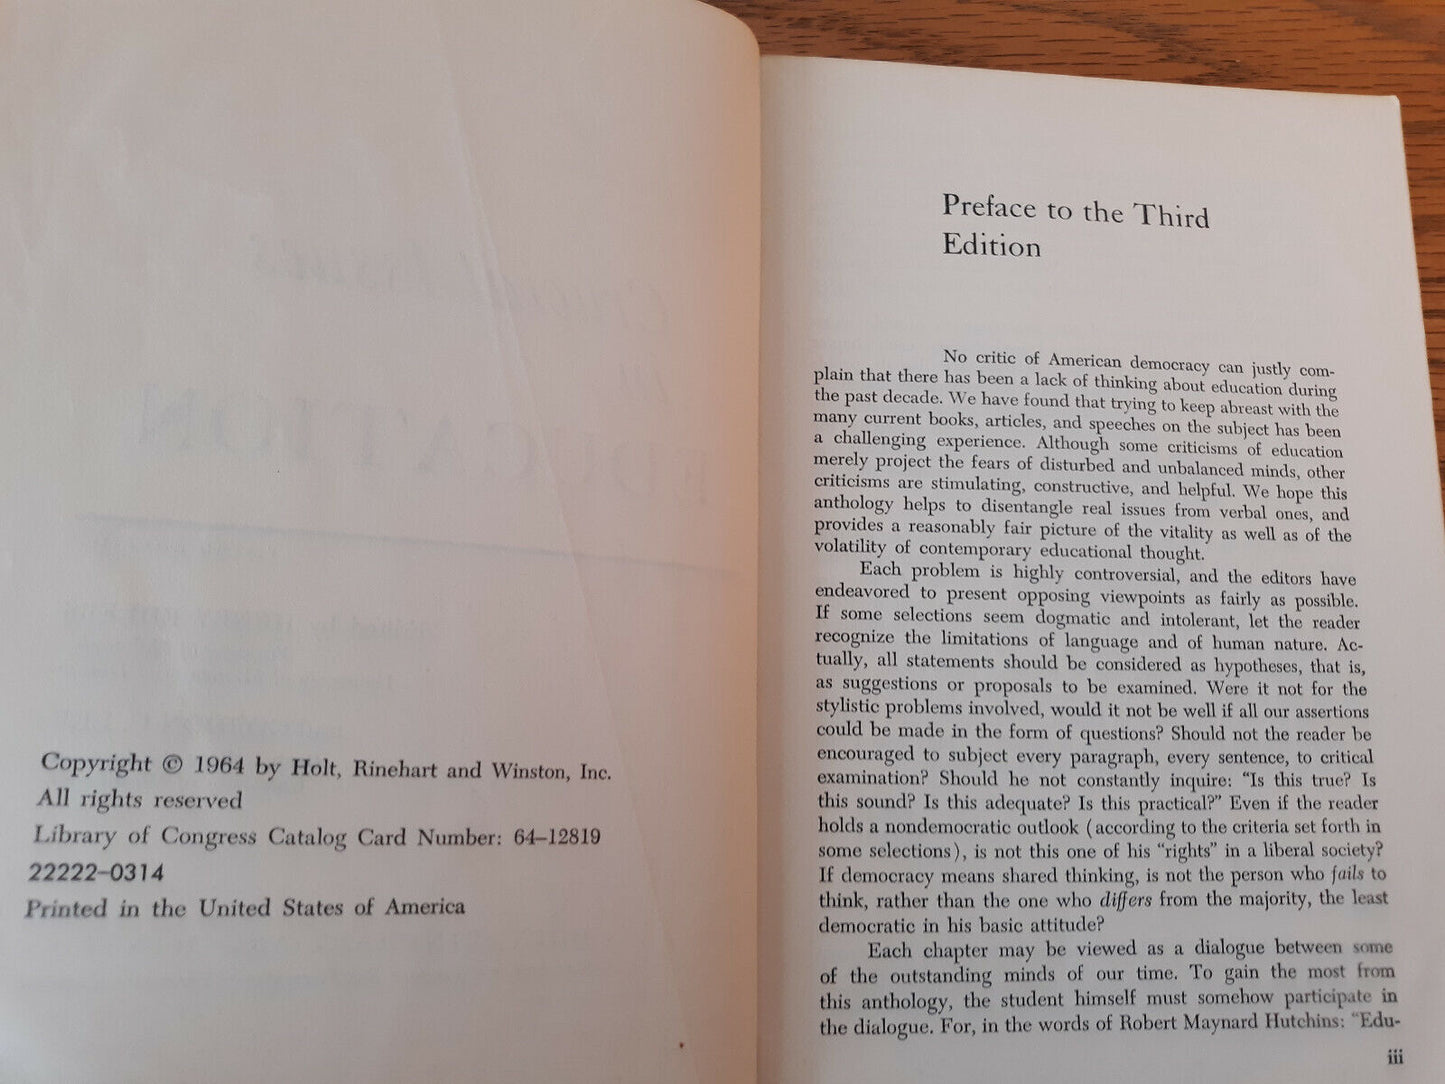 Copyright © 1964 by Holt, Rinehart and Winston, Inc.
All rights reserved
Library of Congress Catalog Card Number: 64–12819
22222–0314
Printed in the United States of America
Preface to the Third
Edition
No critic of American democracy can justly com-
plain that there has been a lack of thinking about education during
the past decade. We have found that trying to keep abreast with the
many current books, articles, and speeches on the subject has been
a challenging experience. Although some criticisms of education
merely project the fears of disturbed and unbalanced minds, other
criticisms are stimulating, constructive, and helpful. We hope this
anthology helps to disentangle real issues from verbal ones, and
provides a reasonably fair picture of the vitality as well as of the
volatility of contemporary educational thought.
Each problem is highly controversial, and the editors have
endeavored to present opposing viewpoints as fairly as possible.
If some selections seem dogmatic and intolerant, let the reader
recognize the limitations of language and of human nature. Ac-
tually, all statements should be considered as hypotheses, that is,
as suggestions or proposals to be examined. Were it not for the
stylistic problems involved, would it not be well if all our assertions
could be made in the form of questions? Should not the reader be
encouraged to subject every paragraph, every sentence, to critical
examination? Should he not constantly inquire: "Is this true? Is
this sound? Is this adequate? Is this practical?" Even if the reader
holds a nondemocratic outlook (according to the criteria set forth in
some selections), is not this one of his "rights" in a liberal society?
If democracy means shared thinking, is not the person who fails to
think, rather than the one who differs from the majority, the least
democratic in his basic attitude?
Each chapter may be viewed as a dialogue between some
of the outstanding minds of our time. To gain the most from
this anthology, the student himself must somehow participate in
the dialogue. For, in the words of Robert Maynard Hutchins: "Edu-
iii